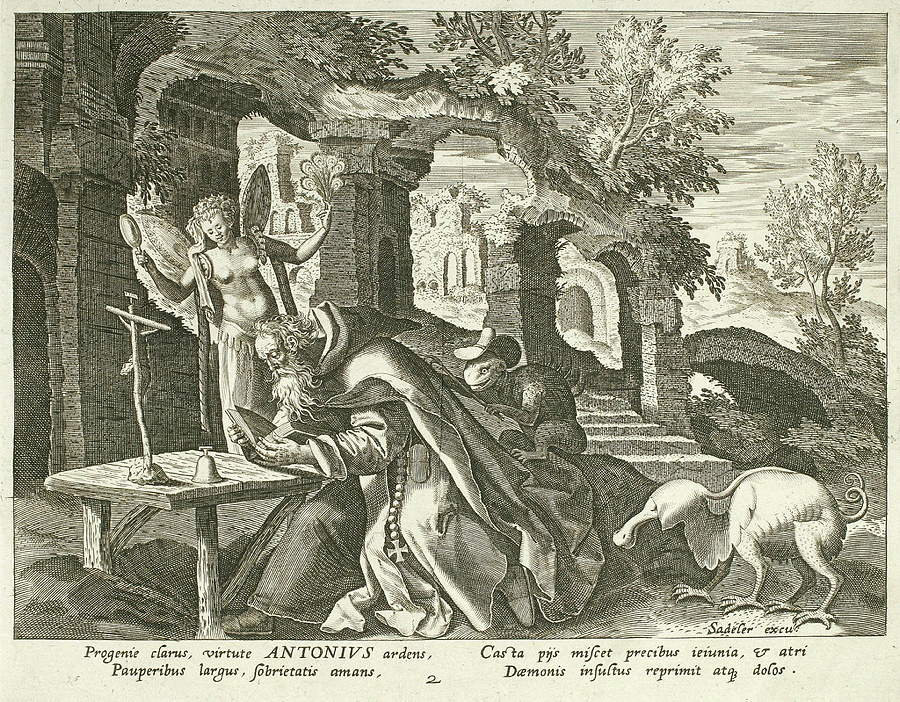 Sadeler excu.
Progenie clarus, virtute ANTONIVS ardens,
Pauperibus largus, ſobrietatis amans,
Caſta pijs miſcet precibus ieiunia, & atri
Dæmonis inſultus reprimit atq₃ dolos.
2